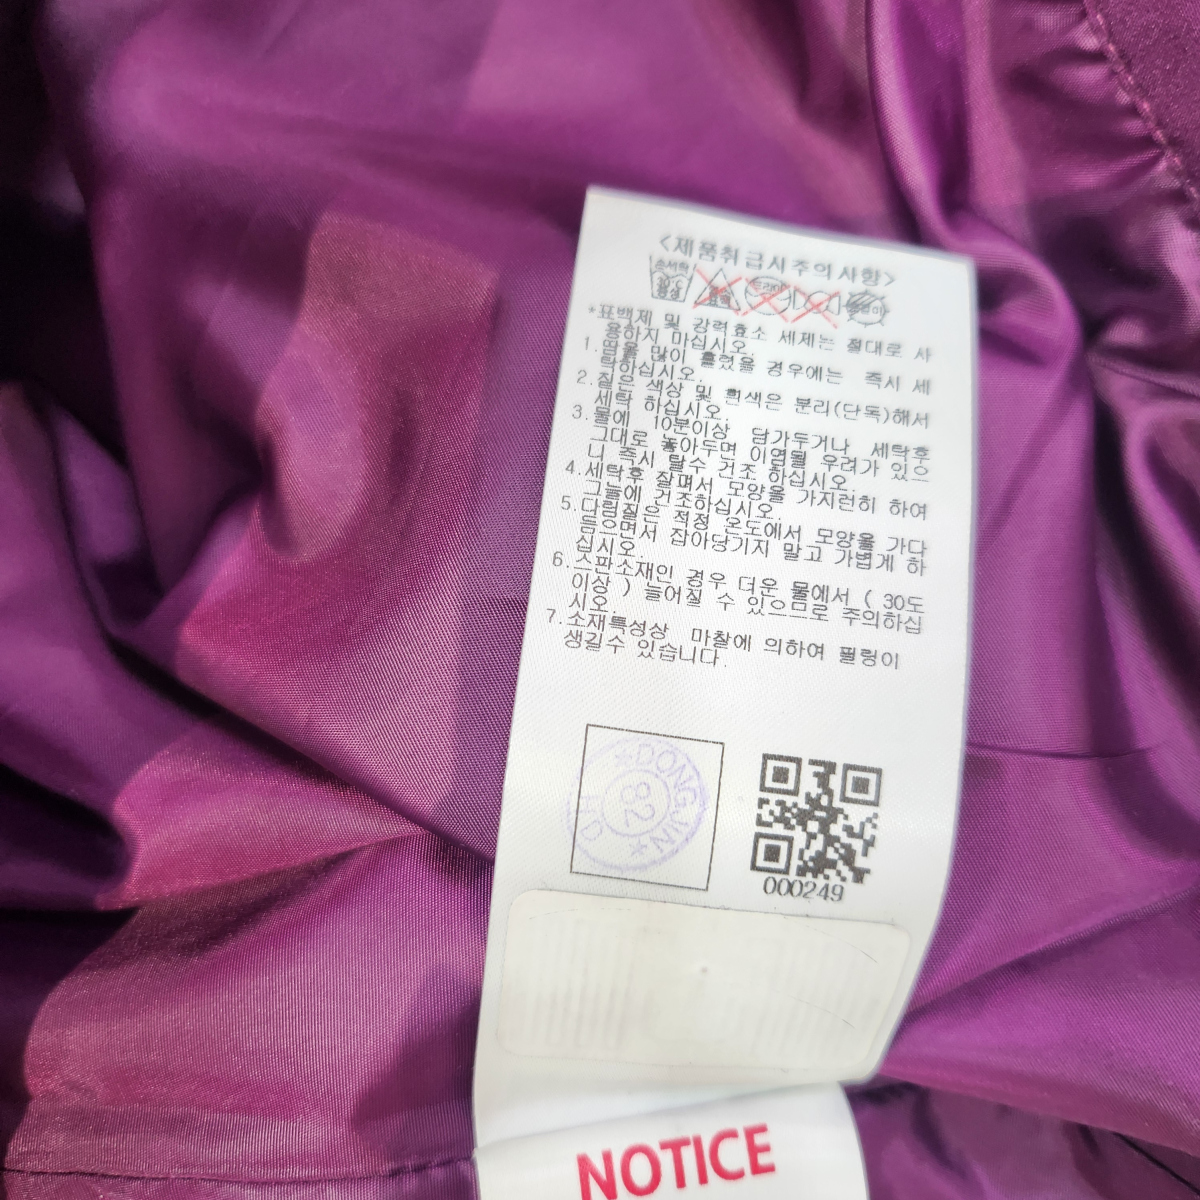 <제품취급시주의사항>
손세탁
30℃
중성
드라이
*표백제 및 강력효소 세제는 절대로 사
용하지 마십시오.
1.땀을 많이 흘렸을 경우에는 즉시 세
탁하십시오.
2.짙은 색상 및 흰색은 분리(단독)해서
세탁 하십시오.
3.물에 10분이상 담가두거나 세탁후
그대로 놓아두면 이염될 우려가 있으
니 즉시 탈수 건조 하십시오.
4.세탁후 잘펴서 모양을 가지런히 하여
그늘에 건조하십시오.
5.다림질은 적정 온도에서 모양을 가다
듬으면서 잡아당기지 말고 가볍게 하
십시오.
6.스판소재인 경우 더운 물에서 ( 30도
이상 ) 늘어질 수 있으므로 주의하십
시오.
7.소재특성상 마찰에 의하여 필링이
생길수 있습니다.
★DONGJIN★
82
000249
NOTICE